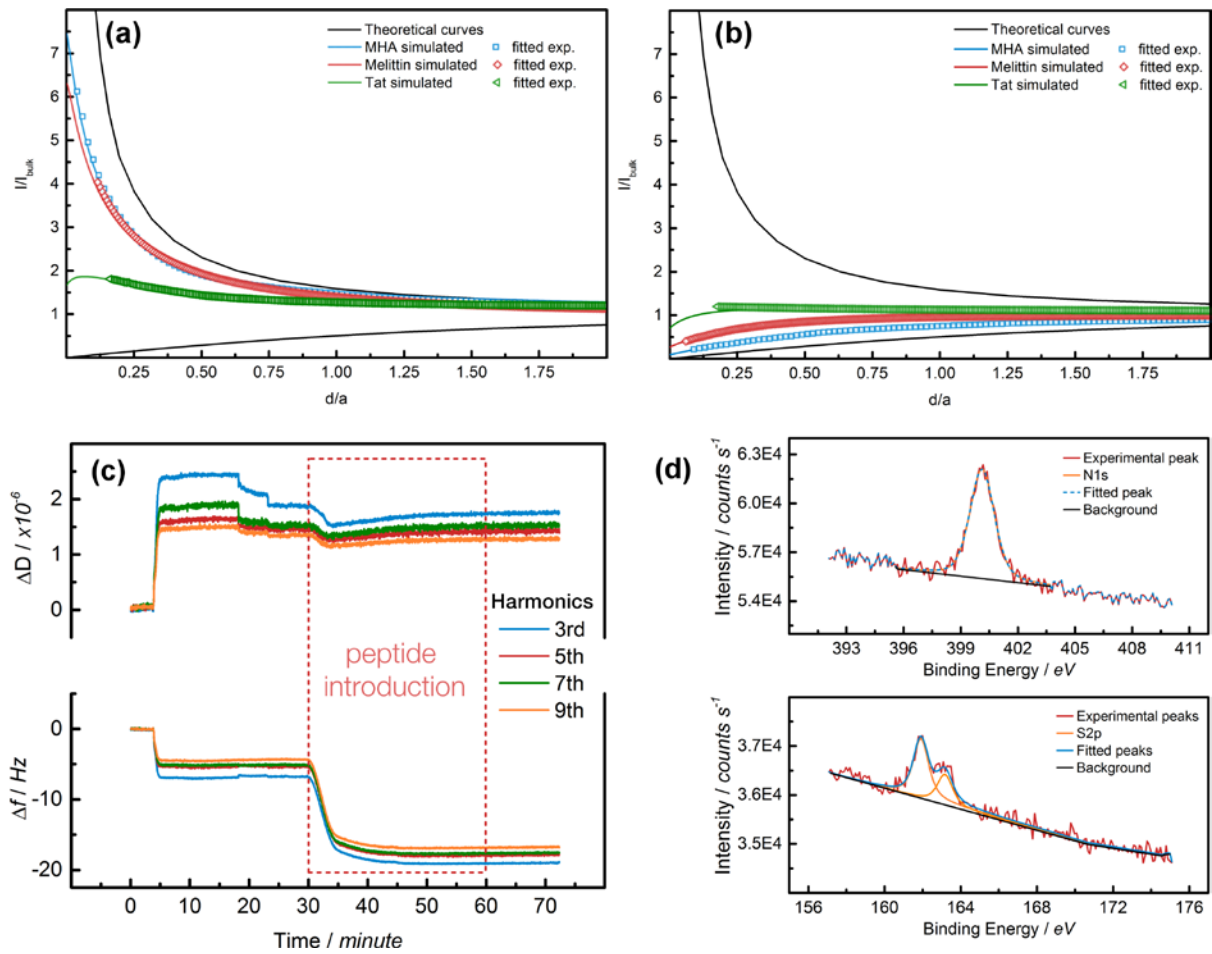 (a)
Theoretical curves
MHA simulated fitted exp.
Melittin simulated fitted exp.
Tat simulated fitted exp.
7
6
5
4
3
2
1
I/I_bulk
0.25 0.50 0.75 1.00 1.25 1.50 1.75
d/a
(b)
Theoretical curves
MHA simulated fitted exp.
Melittin simulated fitted exp.
Tat simulated fitted exp.
7
6
5
4
3
2
1
I/I_bulk
0.25 0.50 0.75 1.00 1.25 1.50 1.75
d/a
(c)
2
1
0
ΔD / x10⁻⁶
Harmonics
3rd
5th
7th
9th
peptide
introduction
0
-10
-20
Δf / Hz
0 10 20 30 40 50 60 70
Time / minute
(d)
6.3E4
6.0E4
5.7E4
5.4E4
Intensity / counts s⁻¹
Experimental peak
N1s
Fitted peak
Background
393 396 399 402 405 408 411
Binding Energy / eV
3.7E4
3.6E4
3.5E4
Intensity / counts s⁻¹
Experimental peaks
S2p
Fitted peaks
Background
156 160 164 168 172 176
Binding Energy / eV